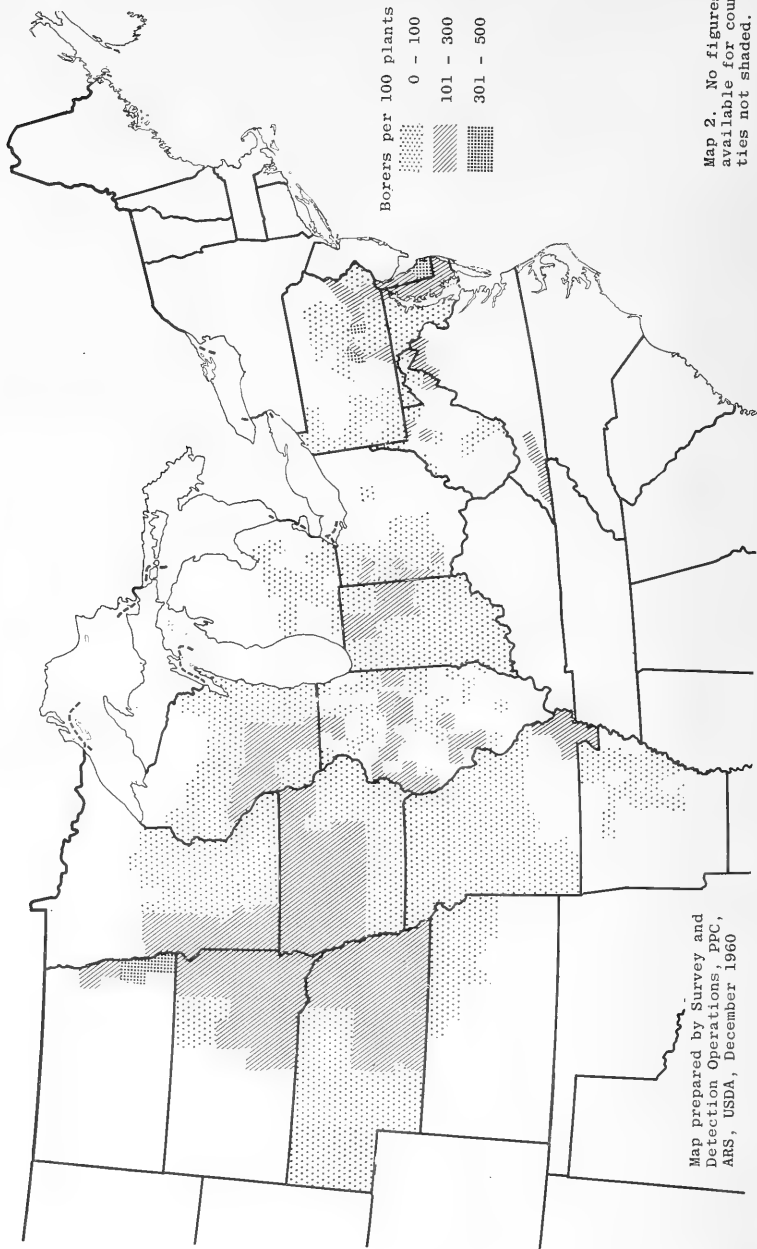 Borers per 100 plants
0 - 100
101 - 300
301 - 500
Map 2. No figures
available for coun
ties not shaded.
Map prepared by Survey and
Detection Operations, PPC,
ARS, USDA, December 1960